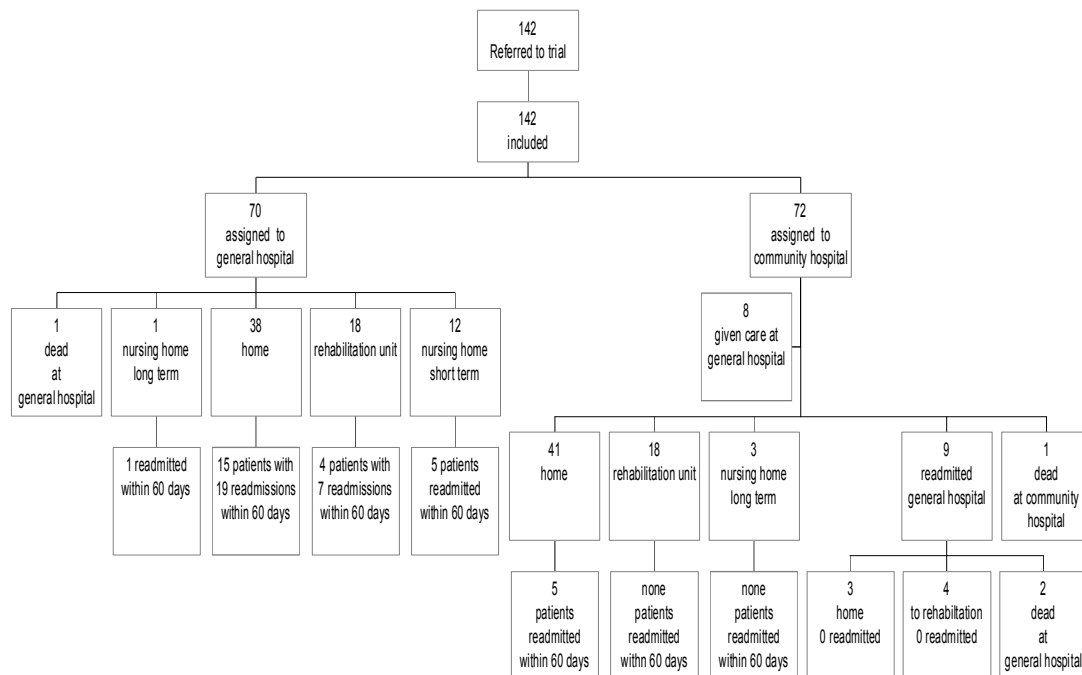 142
Referred to trial
142
included
70
assigned to
general hospital
72
assigned to
community hospital
8
given care at
general hospital
1
dead
at
general hospital
1
nursing home
long term
38
home
18
rehabilitation unit
12
nursing home
short term
1 readmitted
within 60 days
15 patients with
19 readmissions
within 60 days
4 patients with
7 readmissions
within 60 days
5 patients
readmitted
within 60 days
41
home
18
rehabilitation unit
3
nursing home
long term
9
readmitted
general hospital
1
dead
at community
hospital
5
patients
readmitted
within 60 days
none
patients
readmitted
withn 60 days
none
patients
readmitted
within 60 days
3
home
0 readmitted
4
to rehabiltation
0 readmitted
2
dead
at
general hospital